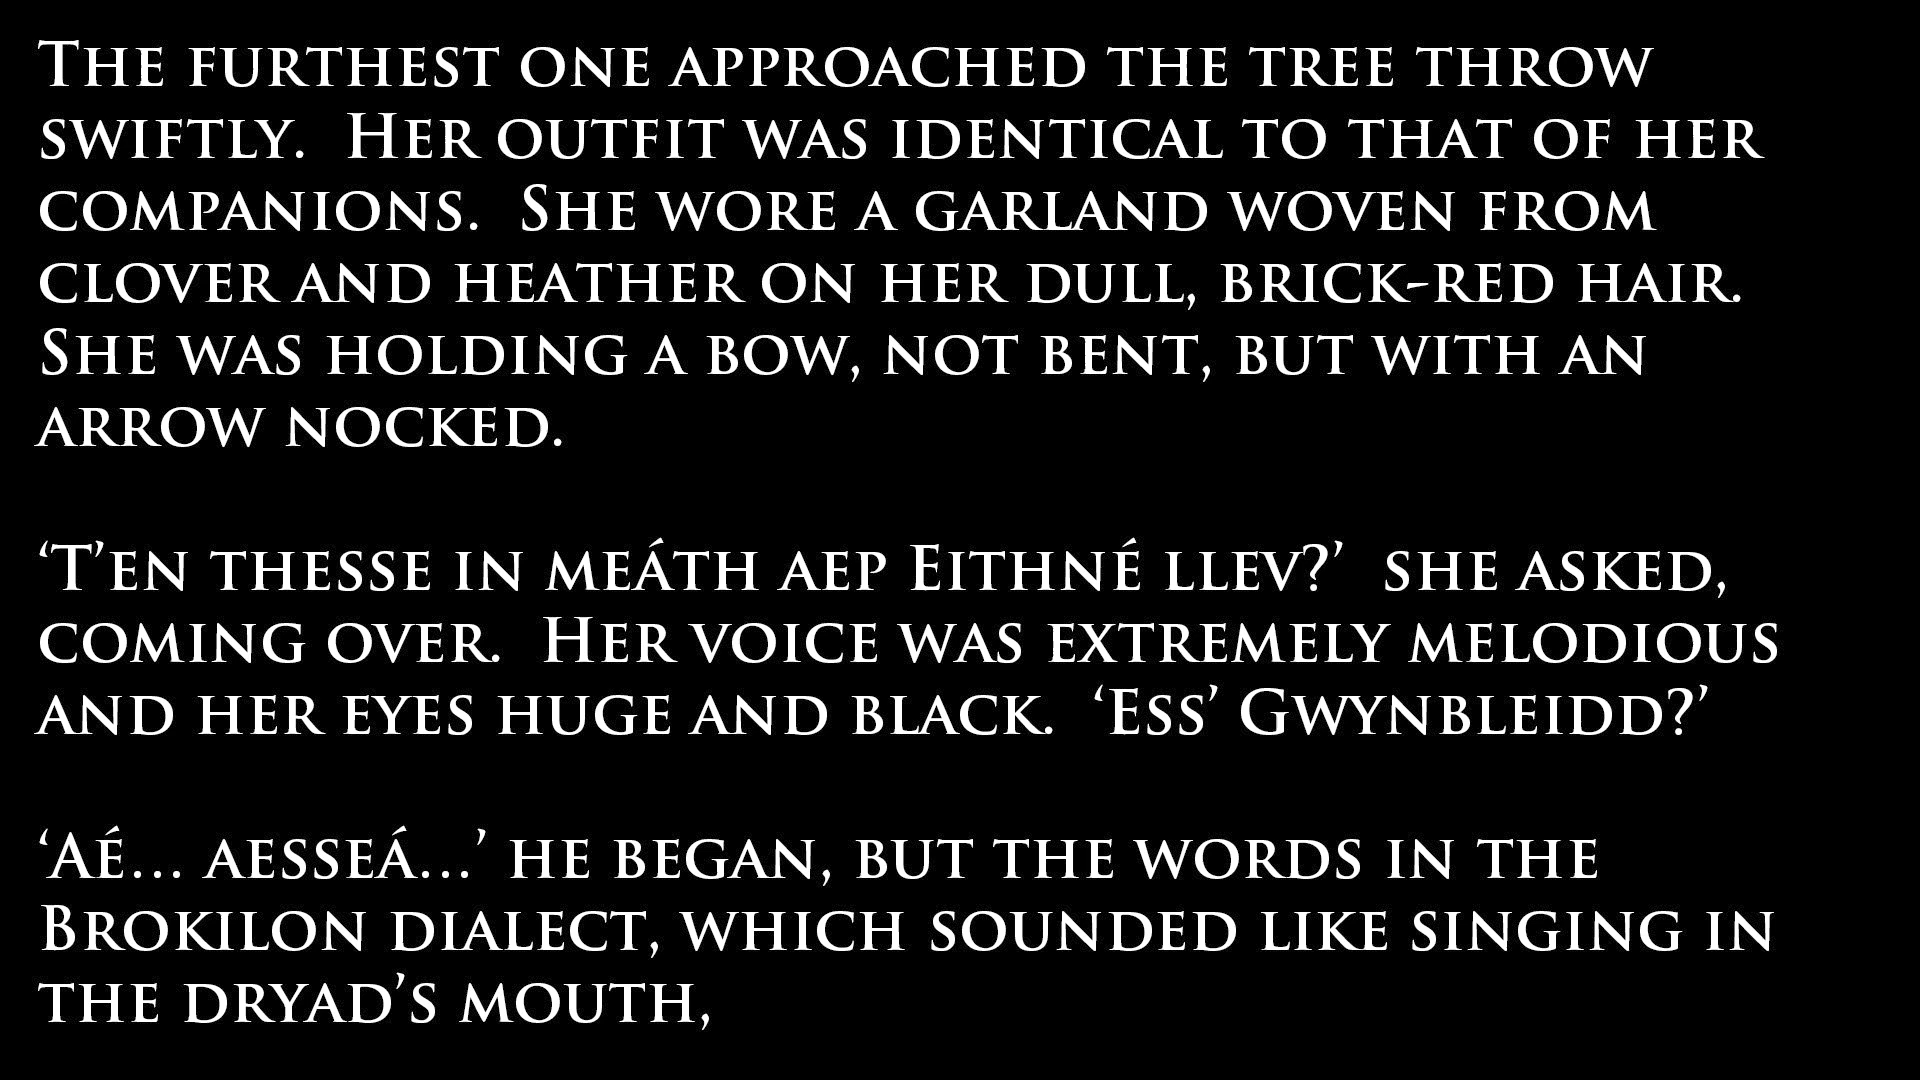 The furthest one approached the tree throw
swiftly.  Her outfit was identical to that of her
companions.  She wore a garland woven from
clover and heather on her dull, brick-red hair.
She was holding a bow, not bent, but with an
arrow nocked.

‘T’en thesse in meáth aep Eithné llev?’  she asked,
coming over.  Her voice was extremely melodious
and her eyes huge and black.  ‘Ess’ Gwynbleidd?’

‘Aé… aesseá…’ he began, but the words in the
Brokilon dialect, which sounded like singing in
the dryad’s mouth,